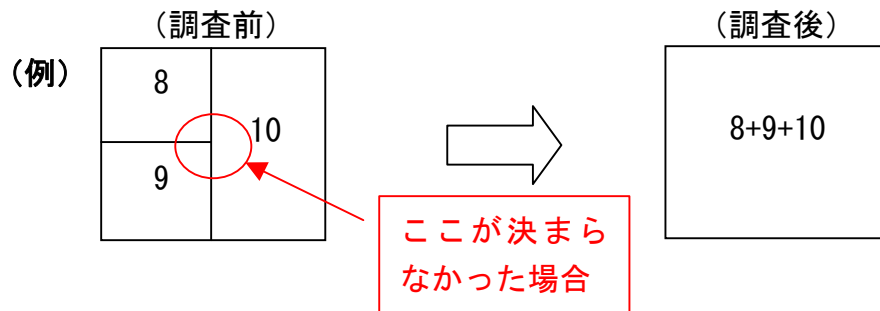 （調査前）
（調査後）
（例）
8
10
9
8+9+10
ここが決まら
なかった場合